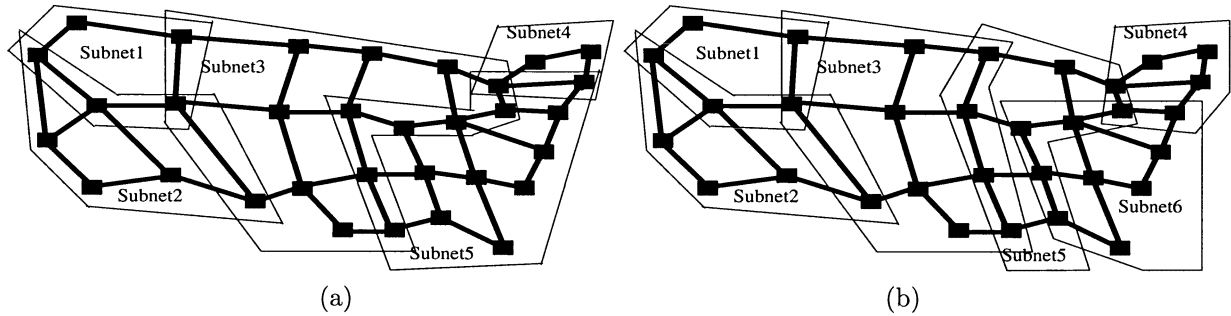 Subnet4
Subnet1
Subnet3
Subnet2
Subnet5
(a)
Subnet4
Subnet1
Subnet3
Subnet2
Subnet6
Subnet5
(b)